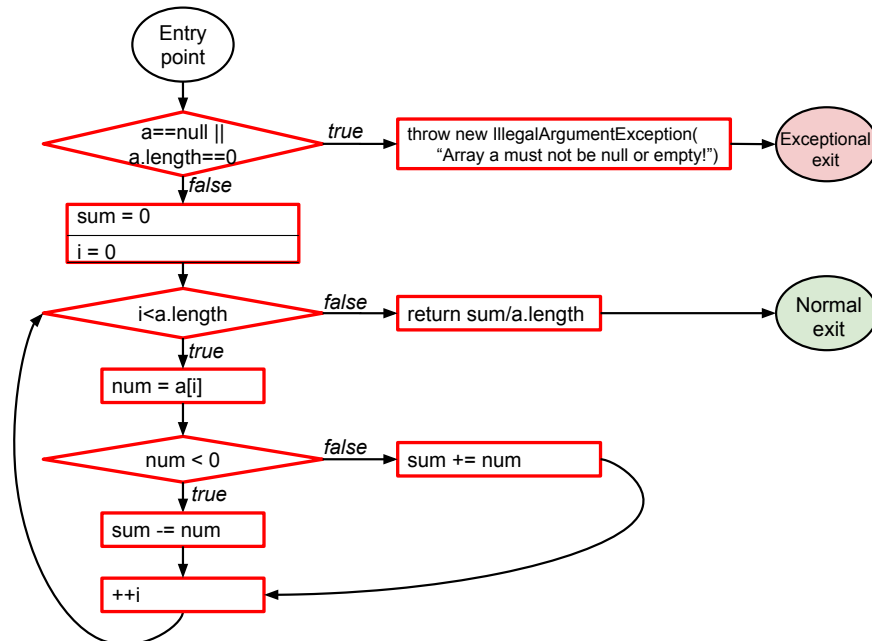 Entry
point
a==null ||
a.length==0
true
throw new IllegalArgumentException(
“Array a must not be null or empty!”)
Exceptional
exit
false
sum = 0
i = 0
i<a.length
false
return sum/a.length
Normal
exit
true
num = a[i]
num < 0
false
sum += num
true
sum -= num
++i